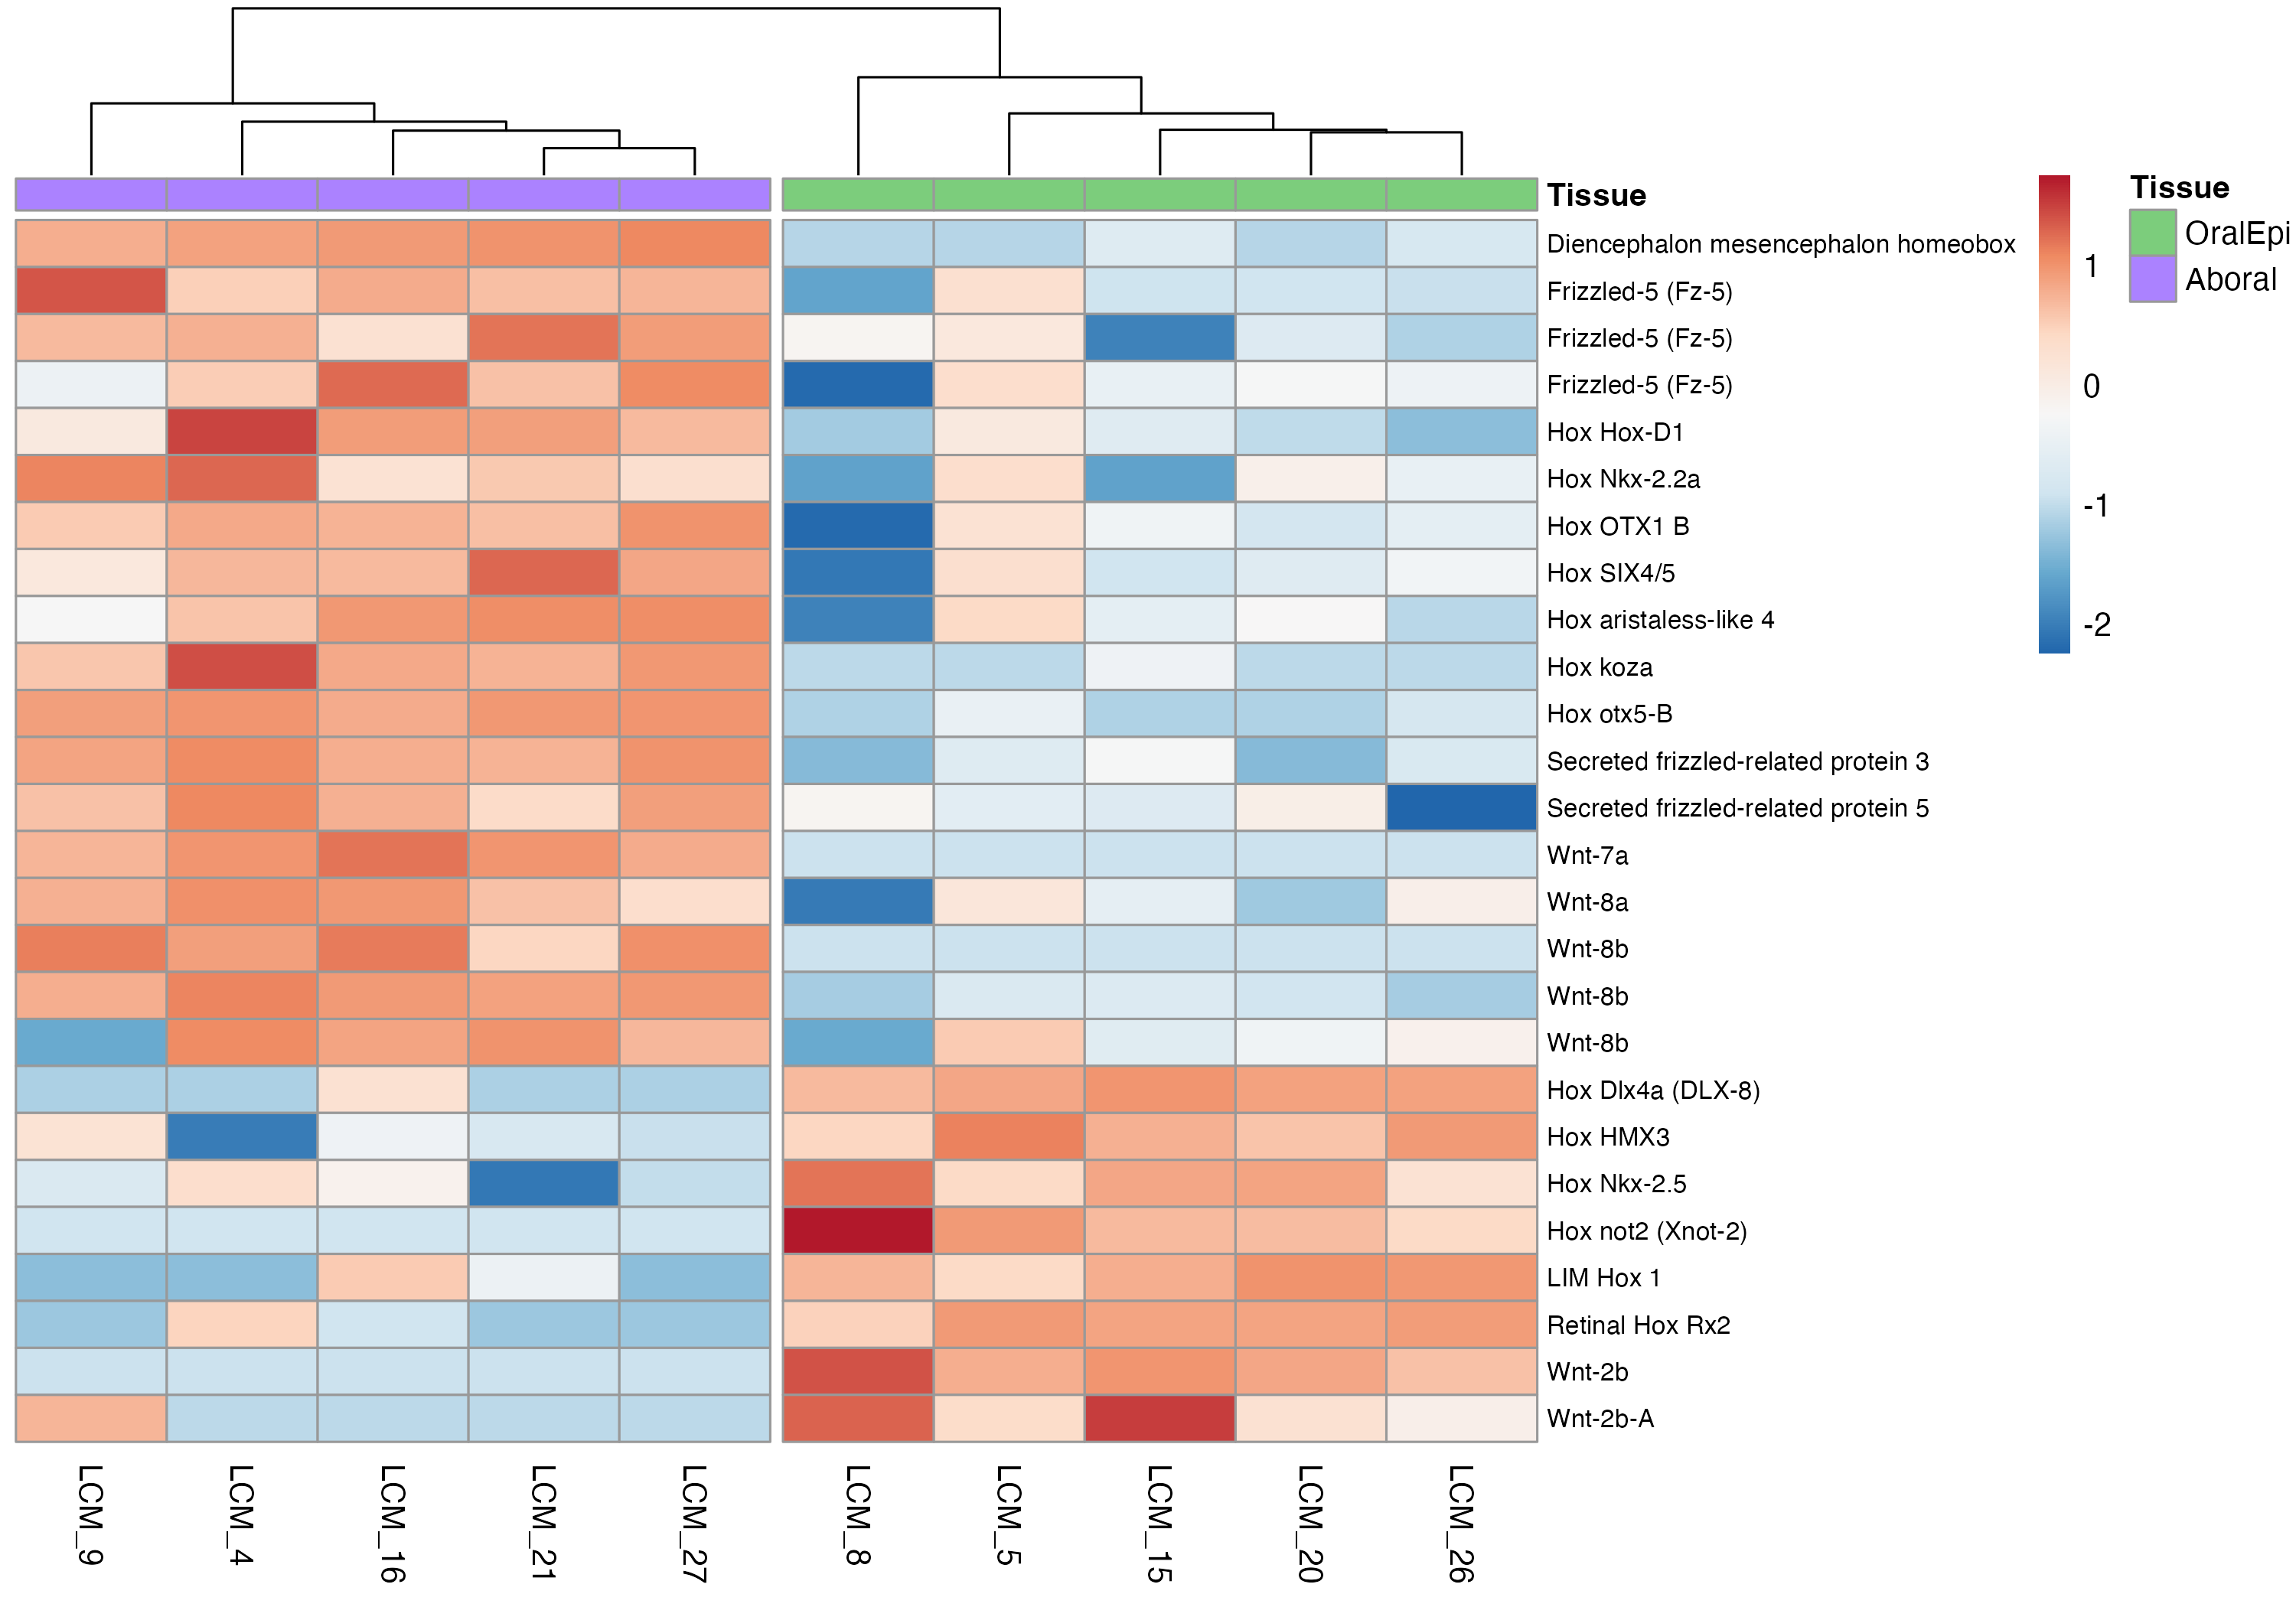 Tissue
Diencephalon mesencephalon homeobox
Frizzled-5 (Fz-5)
Frizzled-5 (Fz-5)
Frizzled-5 (Fz-5)
Hox Hox-D1
Hox Nkx-2.2a
Hox OTX1 B
Hox SIX4/5
Hox aristaless-like 4
Hox koza
Hox otx5-B
Secreted frizzled-related protein 3
Secreted frizzled-related protein 5
Wnt-7a
Wnt-8a
Wnt-8b
Wnt-8b
Wnt-8b
Hox Dlx4a (DLX-8)
Hox HMX3
Hox Nkx-2.5
Hox not2 (Xnot-2)
LIM Hox 1
Retinal Hox Rx2
Wnt-2b
Wnt-2b-A
LCM_9
LCM_4
LCM_16
LCM_21
LCM_27
LCM_8
LCM_5
LCM_15
LCM_20
LCM_26
1
0
-1
-2
Tissue
OralEpi
Aboral